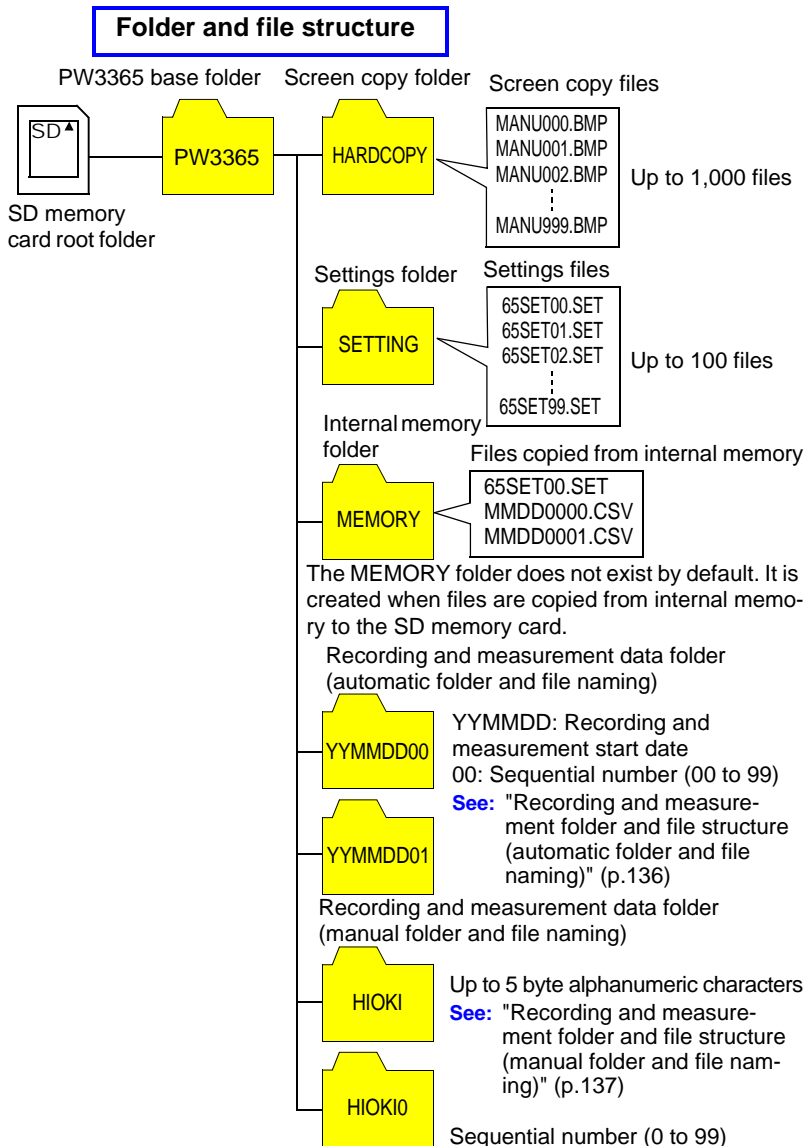 Folder and file structure
PW3365 base folder
Screen copy folder
Screen copy files
SD
PW3365
HARDCOPY
MANU000.BMP
MANU001.BMP
MANU002.BMP
MANU999.BMP
Up to 1,000 files
SD memory
card root folder
Settings folder
Settings files
SETTING
65SET00.SET
65SET01.SET
65SET02.SET
65SET99.SET
Up to 100 files
Internal memory
folder
Files copied from internal memory
MEMORY
65SET00.SET
MMDD0000.CSV
MMDD0001.CSV
The MEMORY folder does not exist by default. It is
created when files are copied from internal memo-
ry to the SD memory card.
Recording and measurement data folder
(automatic folder and file naming)
YYMMDD00
YYMMDD: Recording and
measurement start date
00: Sequential number (00 to 99)
See: "Recording and measure-
ment folder and file structure
(automatic folder and file
naming)" (p.136)
YYMMDD01
Recording and measurement data folder
(manual folder and file naming)
HIOKI
Up to 5 byte alphanumeric characters
See: "Recording and measure-
ment folder and file structure
(manual folder and file nam-
ing)" (p.137)
HIOKI0
Sequential number (0 to 99)